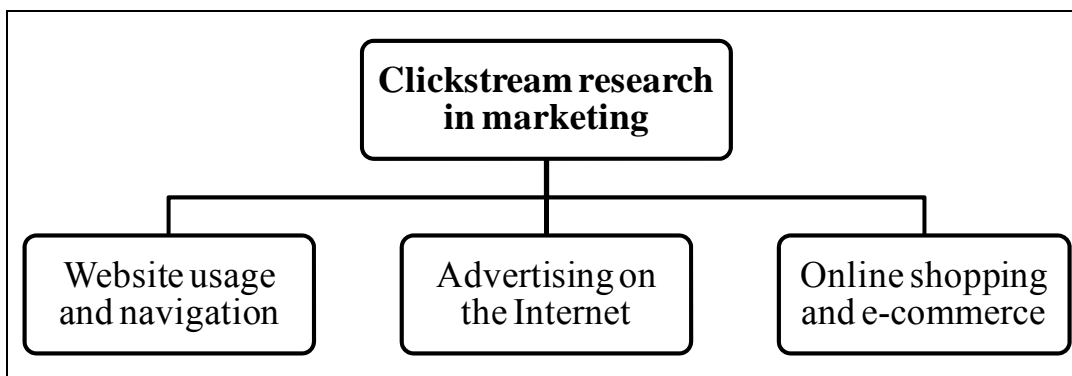 Clickstream research
in marketing
Website usage
and navigation
Advertising on
the Internet
Online shopping
and e-commerce